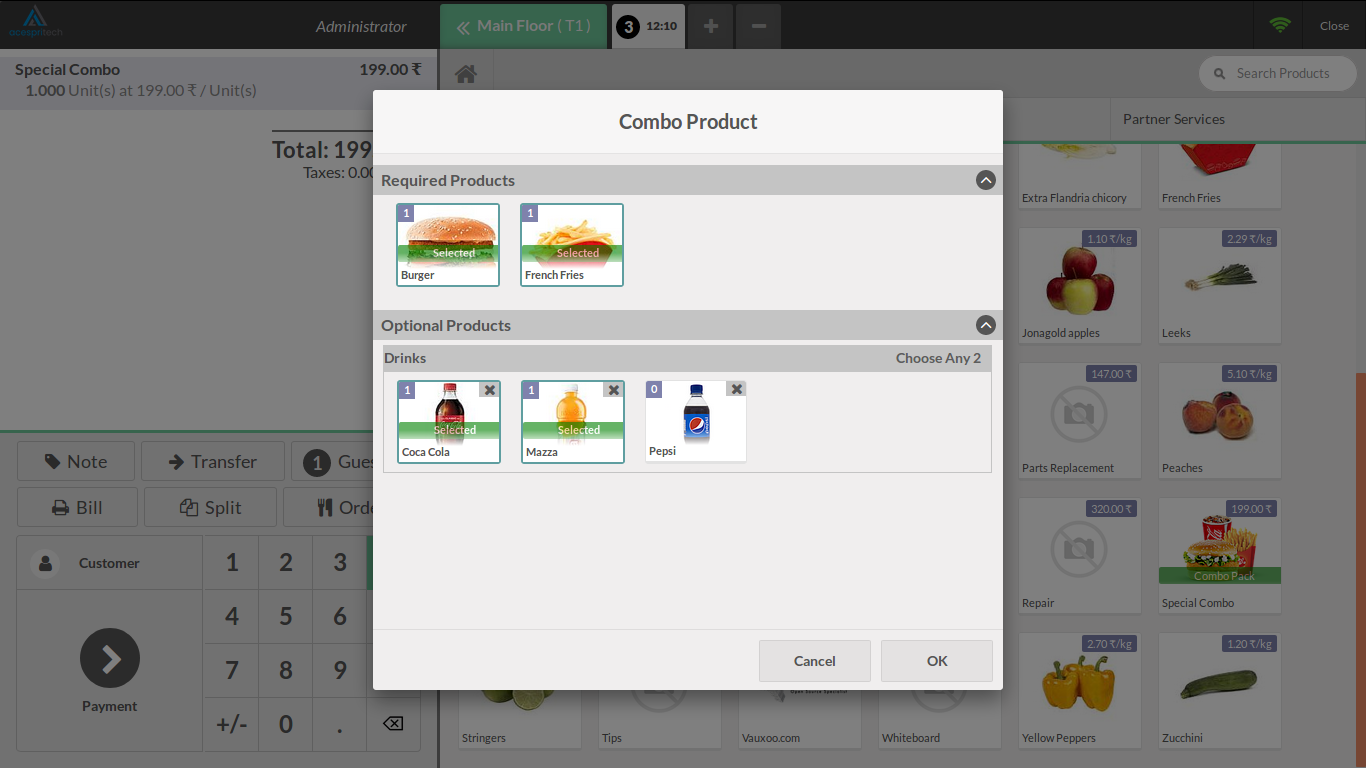 acespritech
Administrator
Main Floor ( T1 )
3 12:10
Close
Special Combo 199.00 ₹
1.000 Unit(s) at 199.00 ₹ / Unit(s)
Search Products
Partner Services
Total: 199
Taxes: 0.00
Combo Product
Required Products
1
Selected
Burger
1
Selected
French Fries
Optional Products
Drinks Choose Any 2
1
Selected
Coca Cola
1
Selected
Mazza
0
Pepsi
Cancel OK
Extra Flandria chicory
French Fries
1.10 ₹/kg
Jonagold apples
2.29 ₹/kg
Leeks
147.00 ₹
Parts Replacement
5.10 ₹/kg
Peaches
320.00 ₹
Repair
199.00 ₹
Combo Pack
Special Combo
2.70 ₹/kg
Yellow Peppers
1.20 ₹/kg
Zucchini
Stringers
Tips
Open Source Specialist
Vauxoo.com
Whiteboard
Note
Transfer
1 Gues
Bill
Split
Orde
Customer
1 2 3
4 5 6
7 8 9
+/- 0 .
Payment